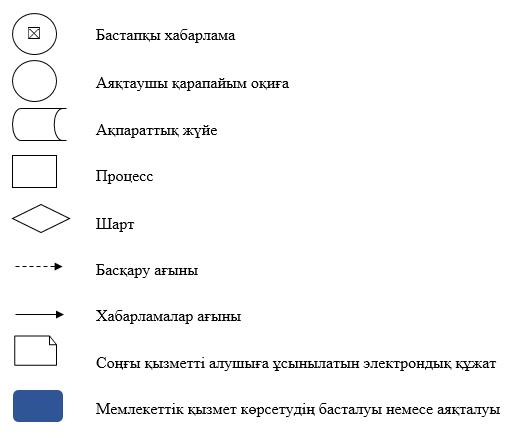 Бастапқы хабарлама
Аяқтаушы қарапайым оқиға
Ақпараттық жүйе
Процесс
Шарт
Басқару ағыны
Хабарламалар ағыны
Соңғы қызметті алушыға ұсынылатын электрондық құжат
Мемлекеттік қызмет көрсетудің басталуы немесе аяқталуы